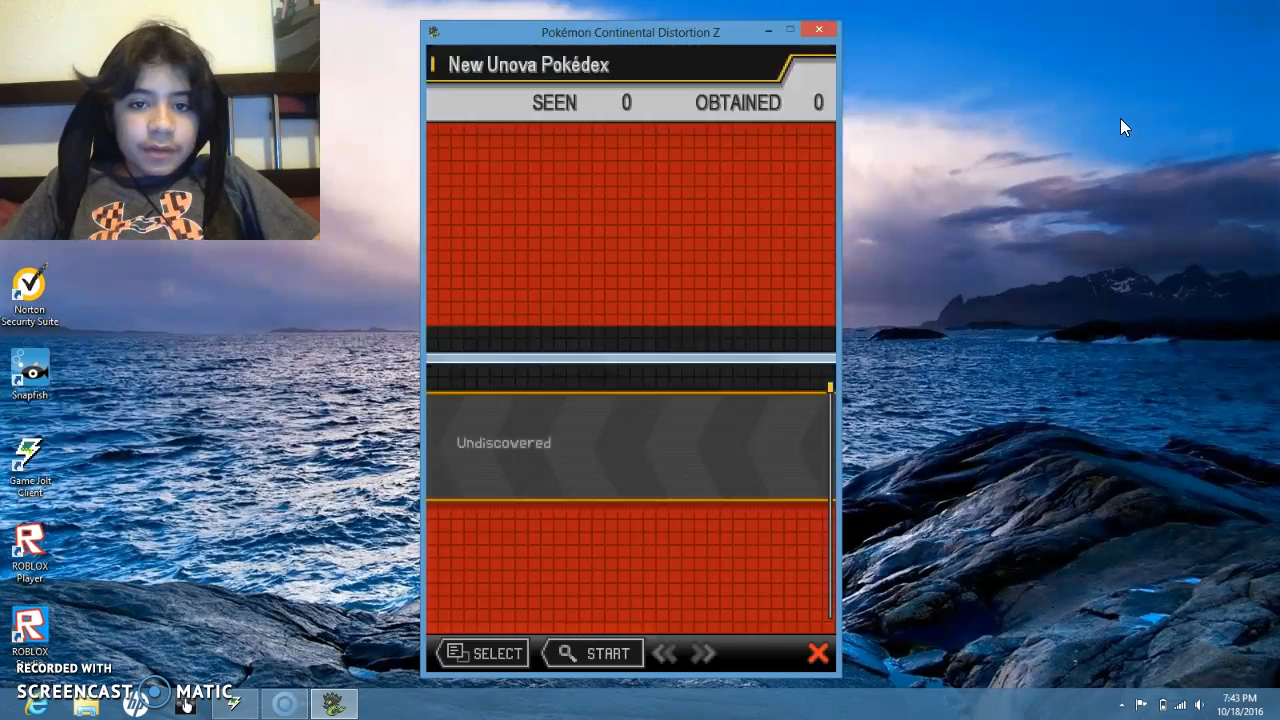 Pokémon Continental Distortion Z
New Unova Pokédex
SEEN 0 OBTAINED 0
Undiscovered
SELECT START
Norton
Security Suite
Snapfish
Game Jolt
Client
ROBLOX
Player
ROBLOX
RECORDED WITH
SCREENCAST MATIC
7:43 PM
10/18/2016